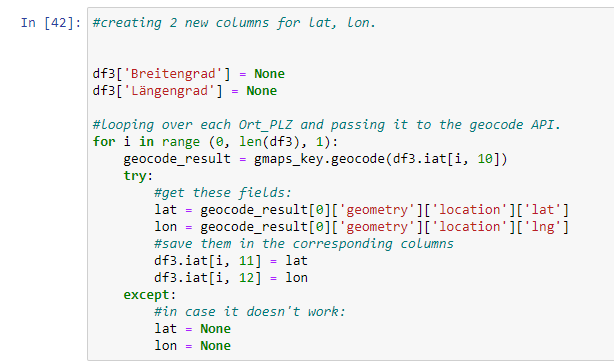 In [42]: #creating 2 new columns for lat, lon.
df3['Breitengrad'] = None
df3['Längengrad'] = None
#looping over each Ort_PLZ and passing it to the geocode API.
for i in range (0, len(df3), 1):
    geocode_result = gmaps_key.geocode(df3.iat[i, 10])
    try:
        #get these fields:
        lat = geocode_result[0]['geometry']['location']['lat']
        lon = geocode_result[0]['geometry']['location']['lng']
        #save them in the corresponding columns
        df3.iat[i, 11] = lat
        df3.iat[i, 12] = lon
    except:
        #in case it doesn't work:
        lat = None
        lon = None